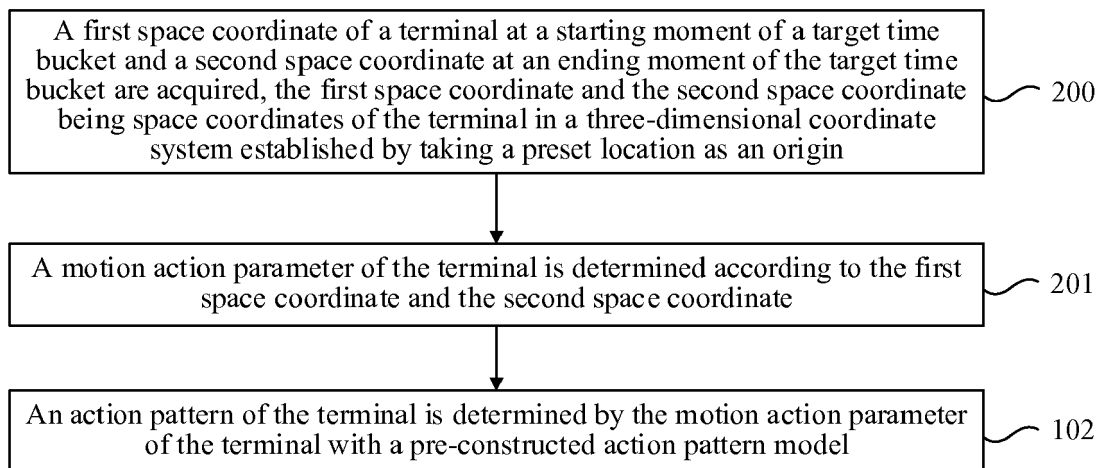 A first space coordinate of a terminal at a starting moment of a target time
bucket and a second space coordinate at an ending moment of the target time
bucket are acquired, the first space coordinate and the second space coordinate
being space coordinates of the terminal in a three-dimensional coordinate
system established by taking a preset location as an origin
200
A motion action parameter of the terminal is determined according to the first
space coordinate and the second space coordinate
201
An action pattern of the terminal is determined by the motion action parameter
of the terminal with a pre-constructed action pattern model
102